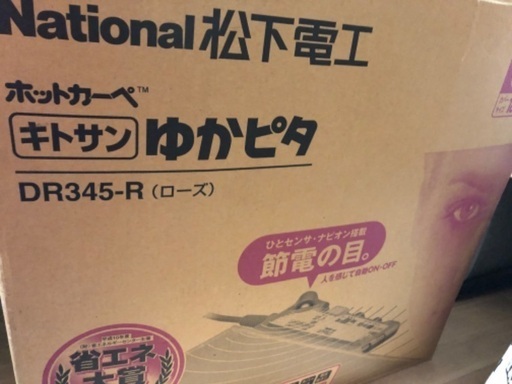 National 松下電工
ホットカーペ™
キトサン ゆかピタ
DR345-R (ローズ)
ひとセンサ・ナビオン搭載
節電の目。
人を感じて自動ON-OFF
省エネ
大賞